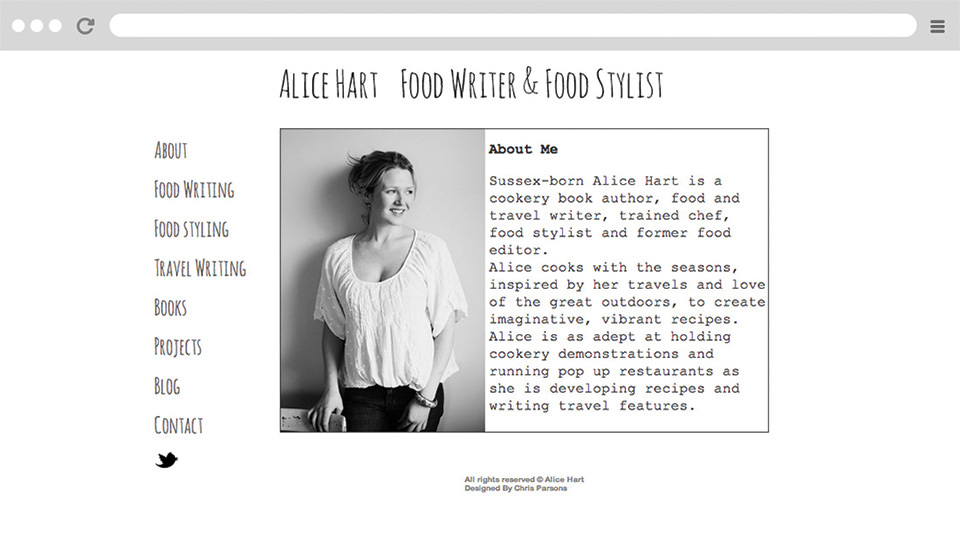 Alice Hart Food Writer & Food Stylist
About
Food Writing
Food styling
Travel Writing
Books
Projects
Blog
Contact
About Me
Sussex-born Alice Hart is a
cookery book author, food and
travel writer, trained chef,
food stylist and former food
editor.
Alice cooks with the seasons,
inspired by her travels and love
of the great outdoors, to create
imaginative, vibrant recipes.
Alice is as adept at holding
cookery demonstrations and
running pop up restaurants as
she is developing recipes and
writing travel features.
All rights reserved © Alice Hart
Designed By Chris Parsons